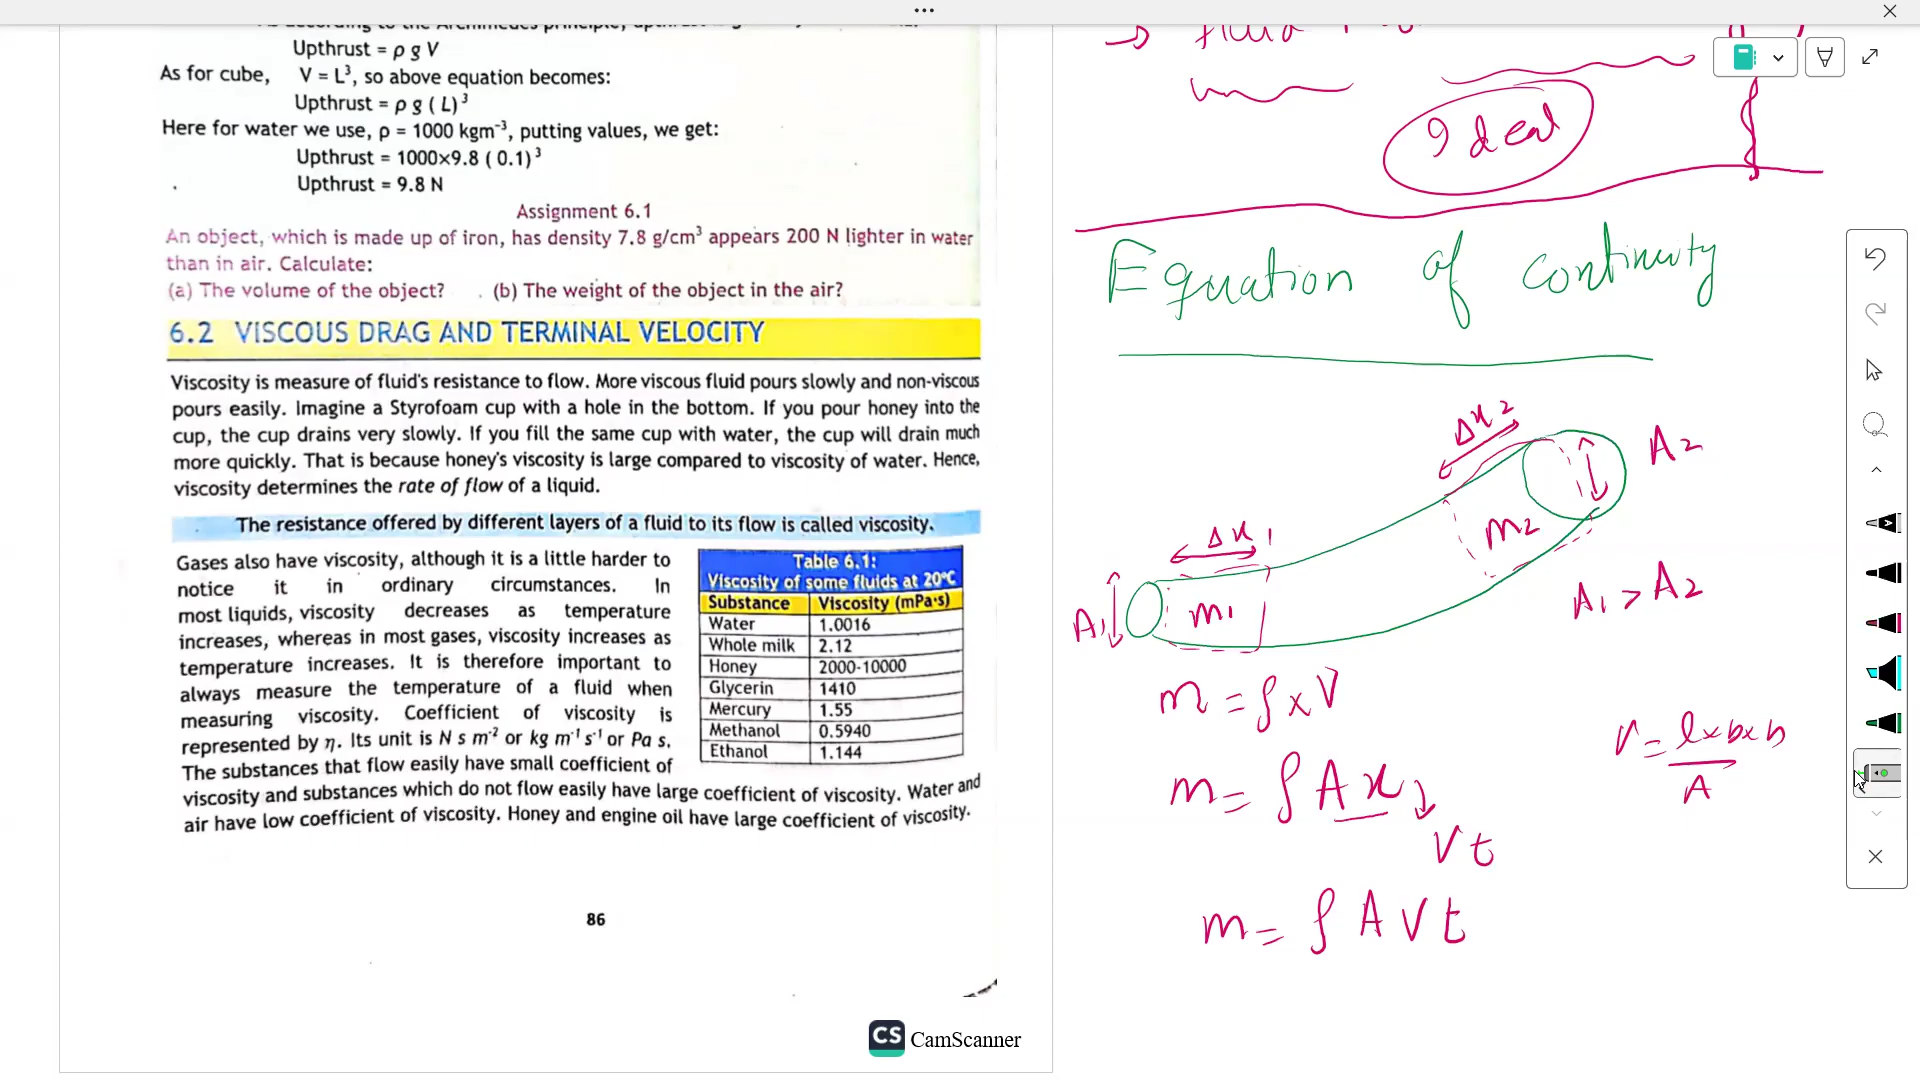 Upthrust = ρ g V
As for cube, V = L³, so above equation becomes:
Upthrust = ρ g ( L) ³
Here for water we use, ρ = 1000 kgm⁻³, putting values, we get:
Upthrust = 1000×9.8 ( 0.1) ³
Upthrust = 9.8 N
Assignment 6.1
An object, which is made up of iron, has density 7.8 g/cm³ appears 200 N lighter in water
than in air. Calculate:
(a) The volume of the object? (b) The weight of the object in the air?
6.2 VISCOUS DRAG AND TERMINAL VELOCITY
Viscosity is measure of fluid's resistance to flow. More viscous fluid pours slowly and non-viscous
pours easily. Imagine a Styrofoam cup with a hole in the bottom. If you pour honey into the
cup, the cup drains very slowly. If you fill the same cup with water, the cup will drain much
more quickly. That is because honey's viscosity is large compared to viscosity of water. Hence,
viscosity determines the rate of flow of a liquid.
The resistance offered by different layers of a fluid to its flow is called viscosity.
Gases also have viscosity, although it is a little harder to
notice it in ordinary circumstances. In
most liquids, viscosity decreases as temperature
increases, whereas in most gases, viscosity increases as
temperature increases. It is therefore important to
always measure the temperature of a fluid when
measuring viscosity. Coefficient of viscosity is
represented by η. Its unit is N s m⁻² or kg m⁻¹ s⁻¹ or Pa s.
The substances that flow easily have small coefficient of
viscosity and substances which do not flow easily have large coefficient of viscosity. Water and
air have low coefficient of viscosity. Honey and engine oil have large coefficient of viscosity.
Table 6.1:
Viscosity of some fluids at 20°C
Substance Viscosity (mPa·s)
Water 1.0016
Whole milk 2.12
Honey 2000-10000
Glycerin 1410
Mercury 1.55
Methanol 0.5940
Ethanol 1.144
86
CS CamScanner
→ fluid
Ideal
Equation of continuity
Δx2
A2
m2
Δx1
A1
m1
A1 > A2
m = ρ x V
V = l x b x h
A
m = ρ A x
V t
m = ρ A V t